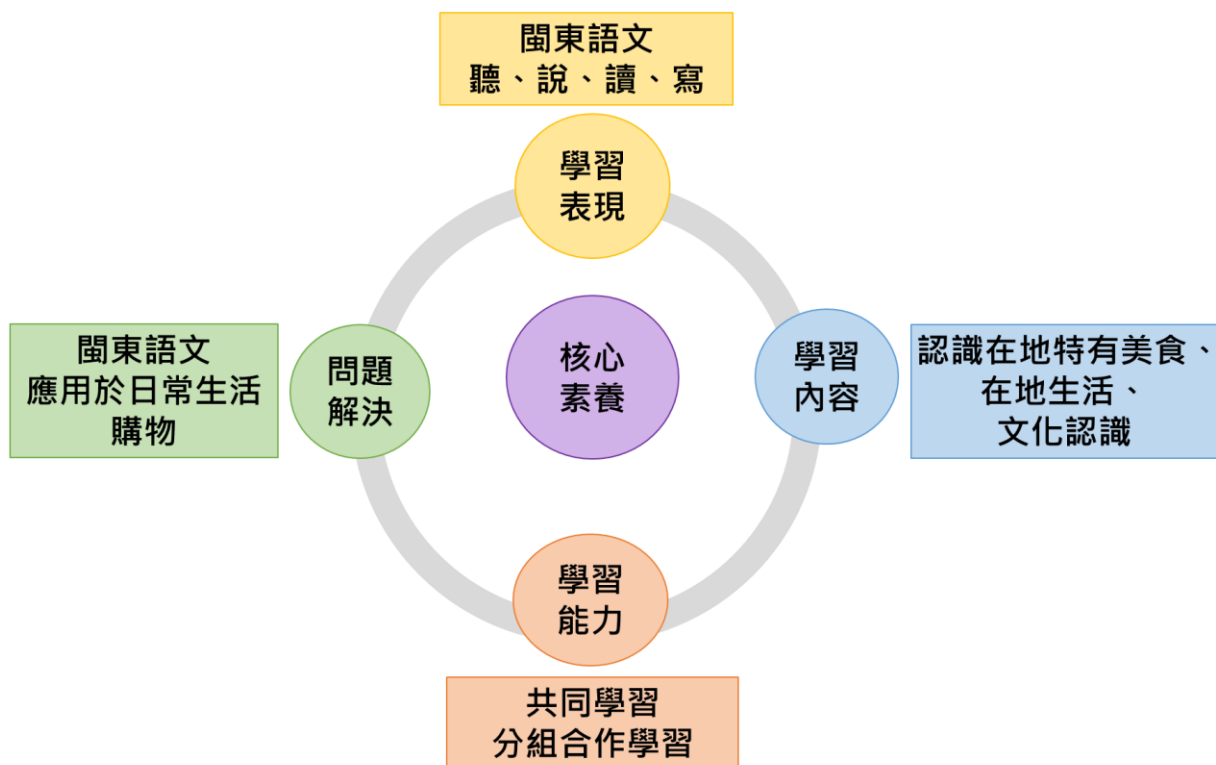 閩東語文
聽、說、讀、寫
學習
表現
閩東語文
應用於日常生活
購物
問題
解決
核心
素養
學習
內容
認識在地特有美食、
在地生活、
文化認識
學習
能力
共同學習
分組合作學習